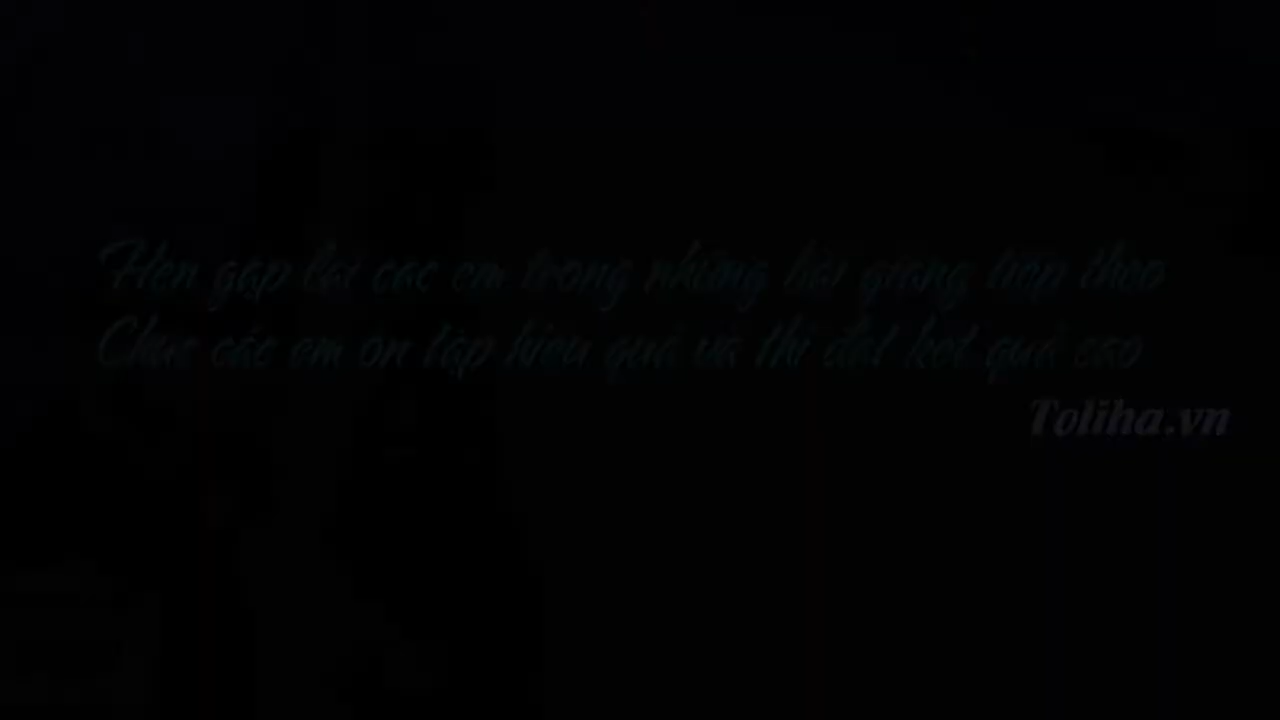 Hẹn gặp lại các em trong những bài giảng tiếp theo
Chúc các em ôn tập hiệu quả và thi đạt kết quả cao
Toliha.vn